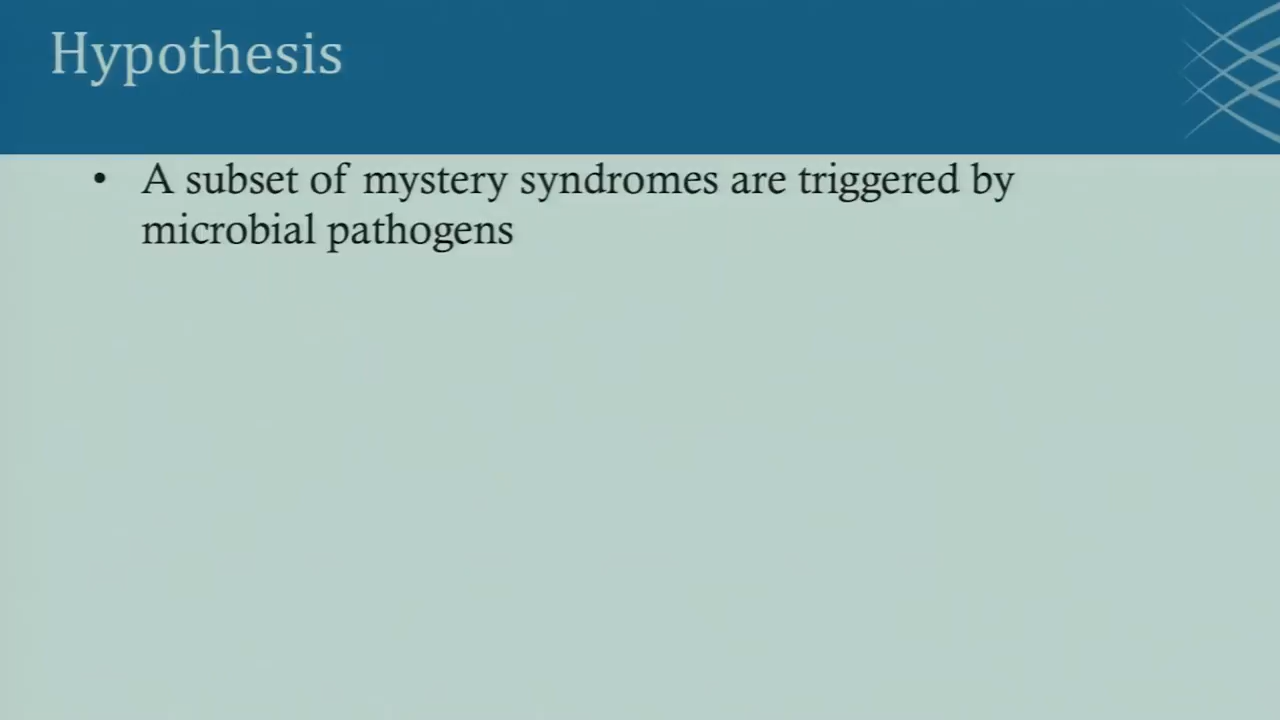 Hypothesis
• A subset of mystery syndromes are triggered by
microbial pathogens